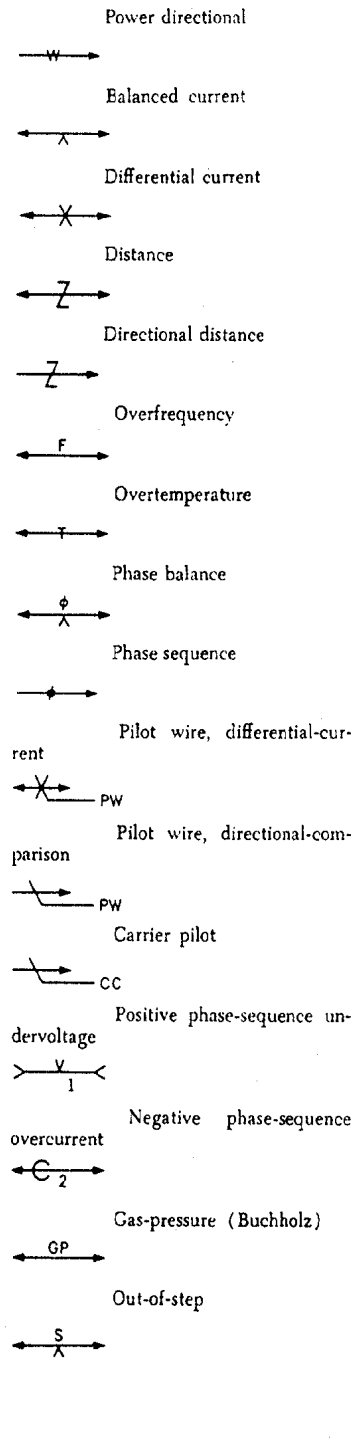 Power directional
W
Balanced current
Differential current
Distance
Z
Directional distance
Z
Overfrequency
F
Overtemperature
T
Phase balance
ϕ
Phase sequence
ϕ
Pilot wire, differential-cur-
rent
PW
Pilot wire, directional-com-
parison
PW
Carrier pilot
CC
Positive phase-sequence un-
dervoltage
V
1
Negative phase-sequence
overcurrent
C 2
Gas-pressure (Buchholz)
GP
Out-of-step
S